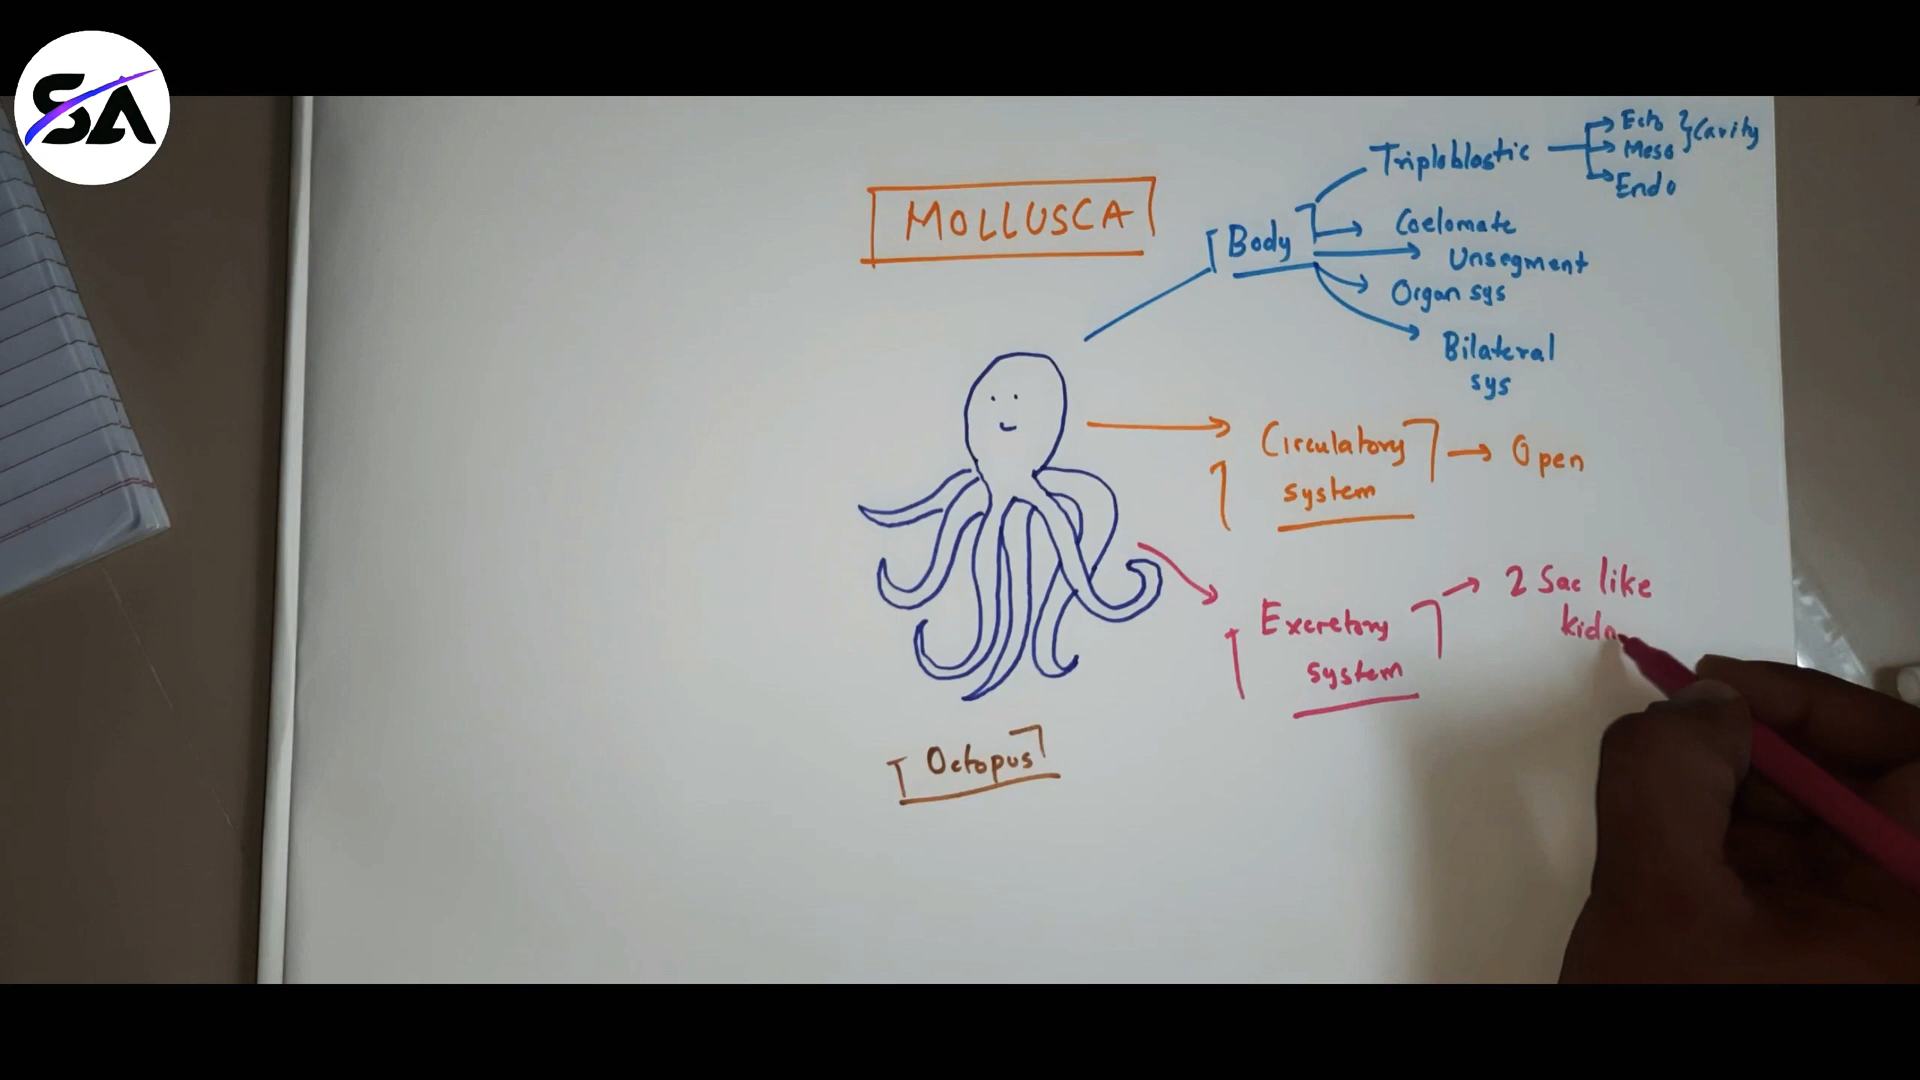 SA
MOLLUSCA
Body
Triploblastic
Ecto
Meso
Endo
Cavity
Coelomate
Unsegment
Organ sys
Bilateral
sys
Circulatory
system
Open
Excretory
system
2 Sac like
kidn
Octopus